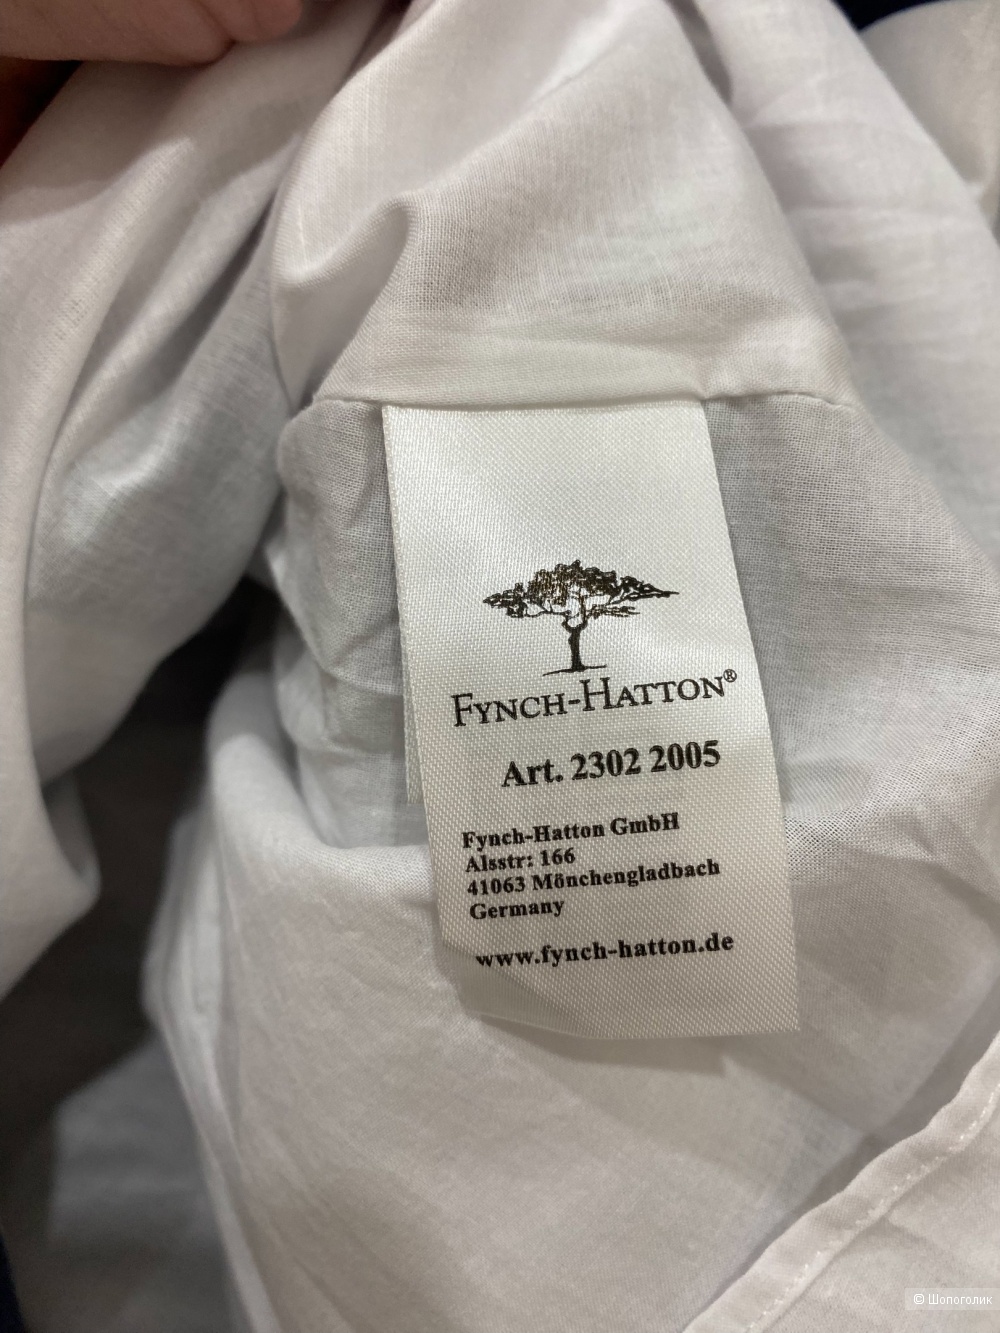 FYNCH-HATTON®
Art. 2302 2005
Fynch-Hatton GmbH
Alsstr: 166
41063 Mönchengladbach
Germany
www.fynch-hatton.de
© Шопоголик